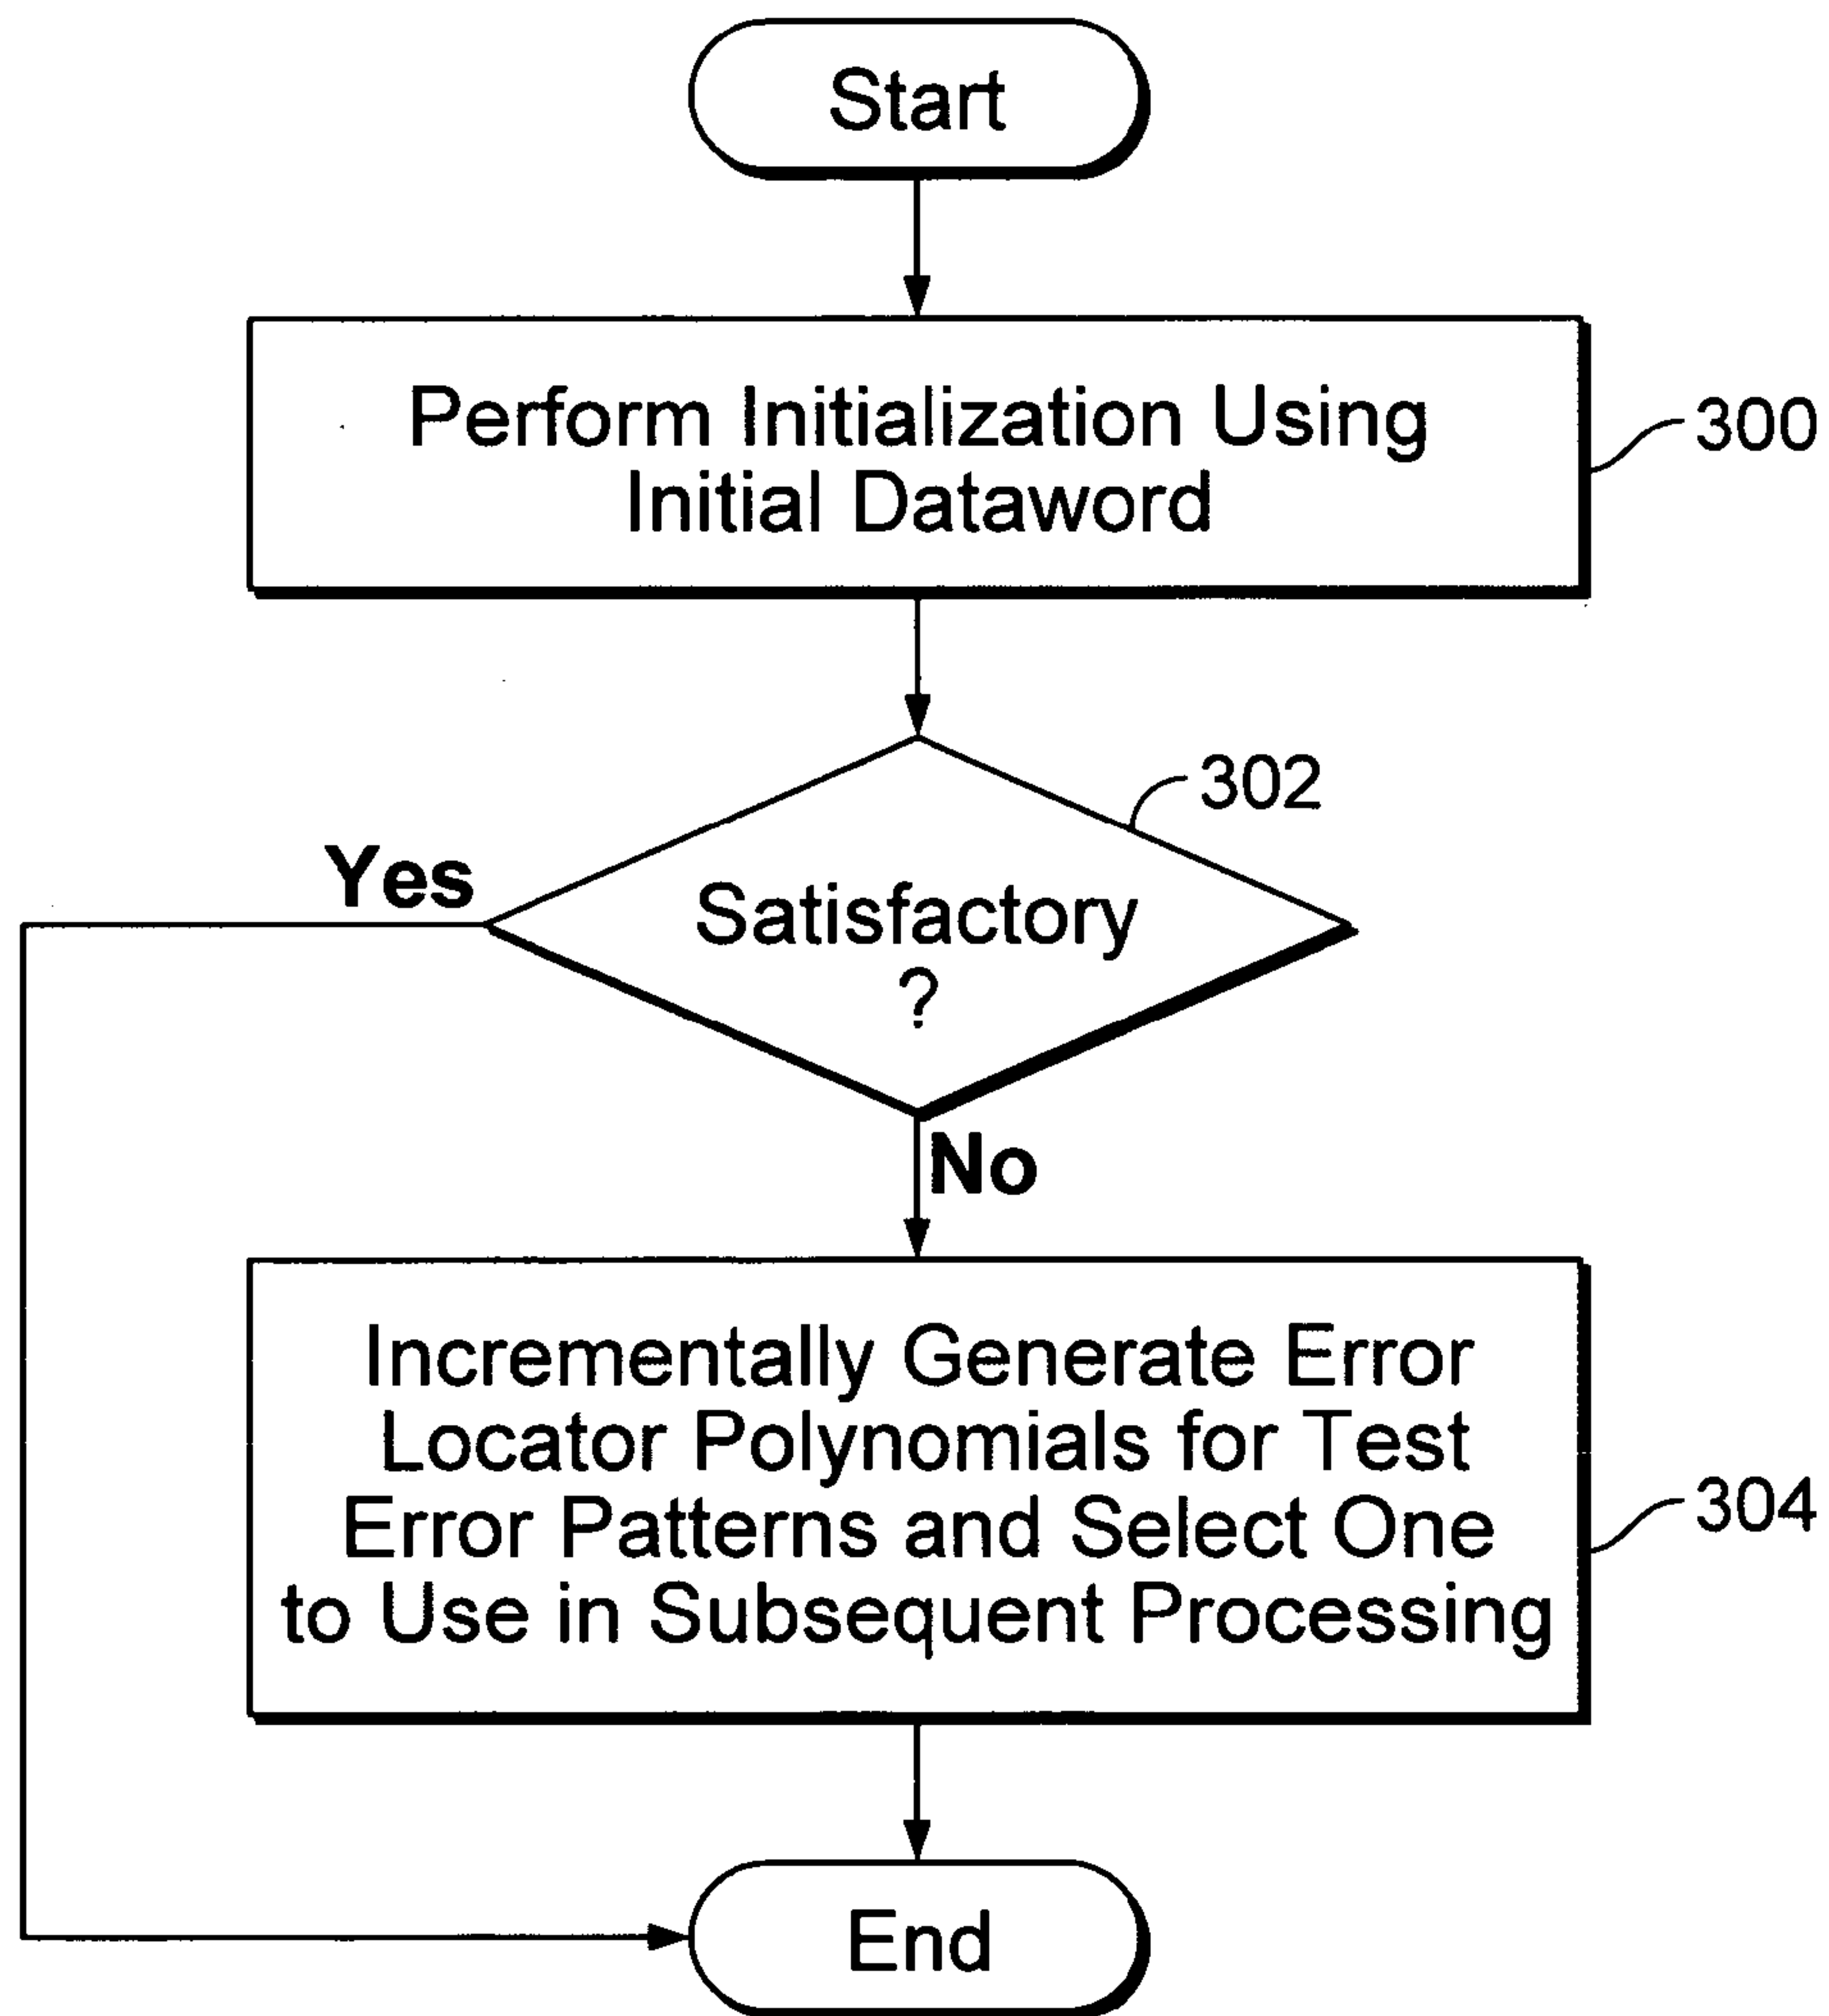 Start
Perform Initialization Using
Initial Dataword
300
302
Yes
Satisfactory
?
No
Incrementally Generate Error
Locator Polynomials for Test
Error Patterns and Select One
to Use in Subsequent Processing
304
End